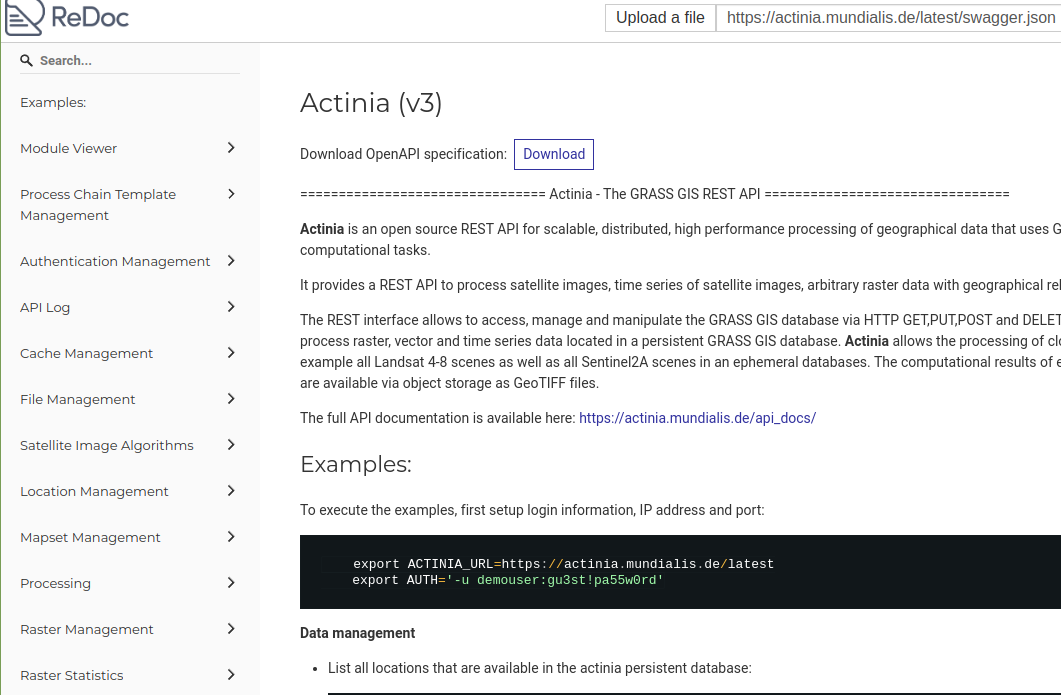 ReDoc
Upload a file
https://actinia.mundialis.de/latest/swagger.json
Search...
Examples:
Module Viewer
Process Chain Template
Management
Authentication Management
API Log
Cache Management
File Management
Satellite Image Algorithms
Location Management
Mapset Management
Processing
Raster Management
Raster Statistics
Actinia (v3)
Download OpenAPI specification: Download
================================ Actinia - The GRASS GIS REST API ================================
Actinia is an open source REST API for scalable, distributed, high performance processing of geographical data that uses G
computational tasks.
It provides a REST API to process satellite images, time series of satellite images, arbitrary raster data with geographical rel
The REST interface allows to access, manage and manipulate the GRASS GIS database via HTTP GET,PUT,POST and DELET
process raster, vector and time series data located in a persistent GRASS GIS database. Actinia allows the processing of clo
example all Landsat 4-8 scenes as well as all Sentinel2A scenes in an ephemeral databases. The computational results of e
are available via object storage as GeoTIFF files.
The full API documentation is available here: https://actinia.mundialis.de/api_docs/
Examples:
To execute the examples, first setup login information, IP address and port:
export ACTINIA_URL=https://actinia.mundialis.de/latest
export AUTH='-u demouser:gu3st!pa55w0rd'
Data management
• List all locations that are available in the actinia persistent database: